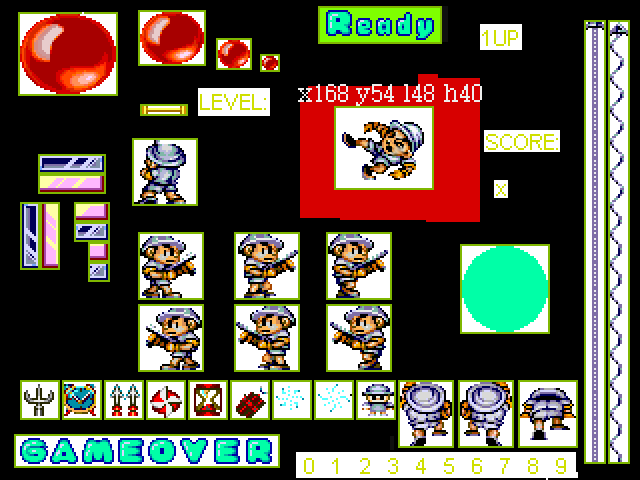 Ready
1UP
x168 y54 l48 h40
LEVEL:
SCORE:
x
GAMEOVER
0 1 2 3 4 5 6 7 8 9